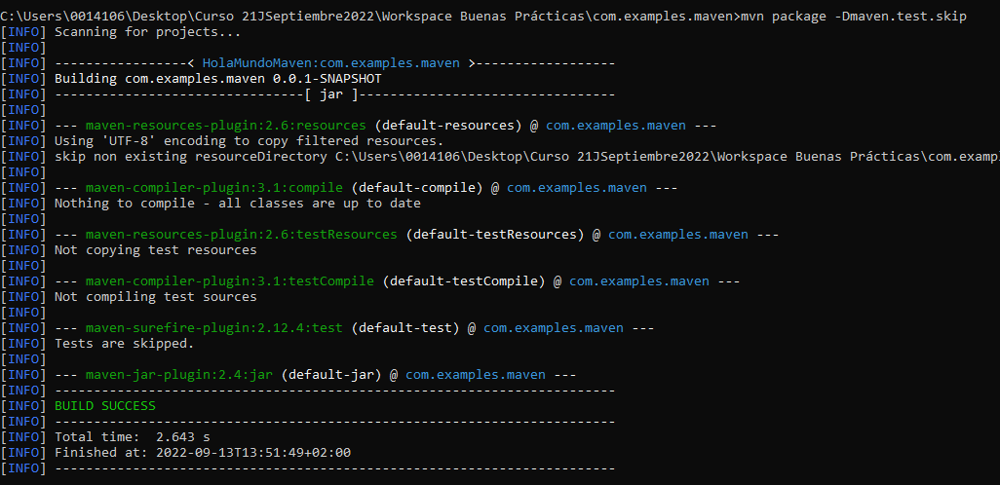 C:\Users\0014106\Desktop\Curso 21JSeptiembre2022\Workspace Buenas Prácticas\com.examples.maven>mvn package -Dmaven.test.skip
[INFO] Scanning for projects...
[INFO]
[INFO] -----------------< HolaMundoMaven:com.examples.maven >------------------
[INFO] Building com.examples.maven 0.0.1-SNAPSHOT
[INFO] --------------------------------[ jar ]---------------------------------
[INFO]
[INFO] --- maven-resources-plugin:2.6:resources (default-resources) @ com.examples.maven ---
[INFO] Using 'UTF-8' encoding to copy filtered resources.
[INFO] skip non existing resourceDirectory C:\Users\0014106\Desktop\Curso 21JSeptiembre2022\Workspace Buenas Prácticas\com.exampl
[INFO]
[INFO] --- maven-compiler-plugin:3.1:compile (default-compile) @ com.examples.maven ---
[INFO] Nothing to compile - all classes are up to date
[INFO]
[INFO] --- maven-resources-plugin:2.6:testResources (default-testResources) @ com.examples.maven ---
[INFO] Not copying test resources
[INFO]
[INFO] --- maven-compiler-plugin:3.1:testCompile (default-testCompile) @ com.examples.maven ---
[INFO] Not compiling test sources
[INFO]
[INFO] --- maven-surefire-plugin:2.12.4:test (default-test) @ com.examples.maven ---
[INFO] Tests are skipped.
[INFO]
[INFO] --- maven-jar-plugin:2.4:jar (default-jar) @ com.examples.maven ---
[INFO] ------------------------------------------------------------------------
[INFO] BUILD SUCCESS
[INFO] ------------------------------------------------------------------------
[INFO] Total time:  2.643 s
[INFO] Finished at: 2022-09-13T13:51:49+02:00
[INFO] ------------------------------------------------------------------------